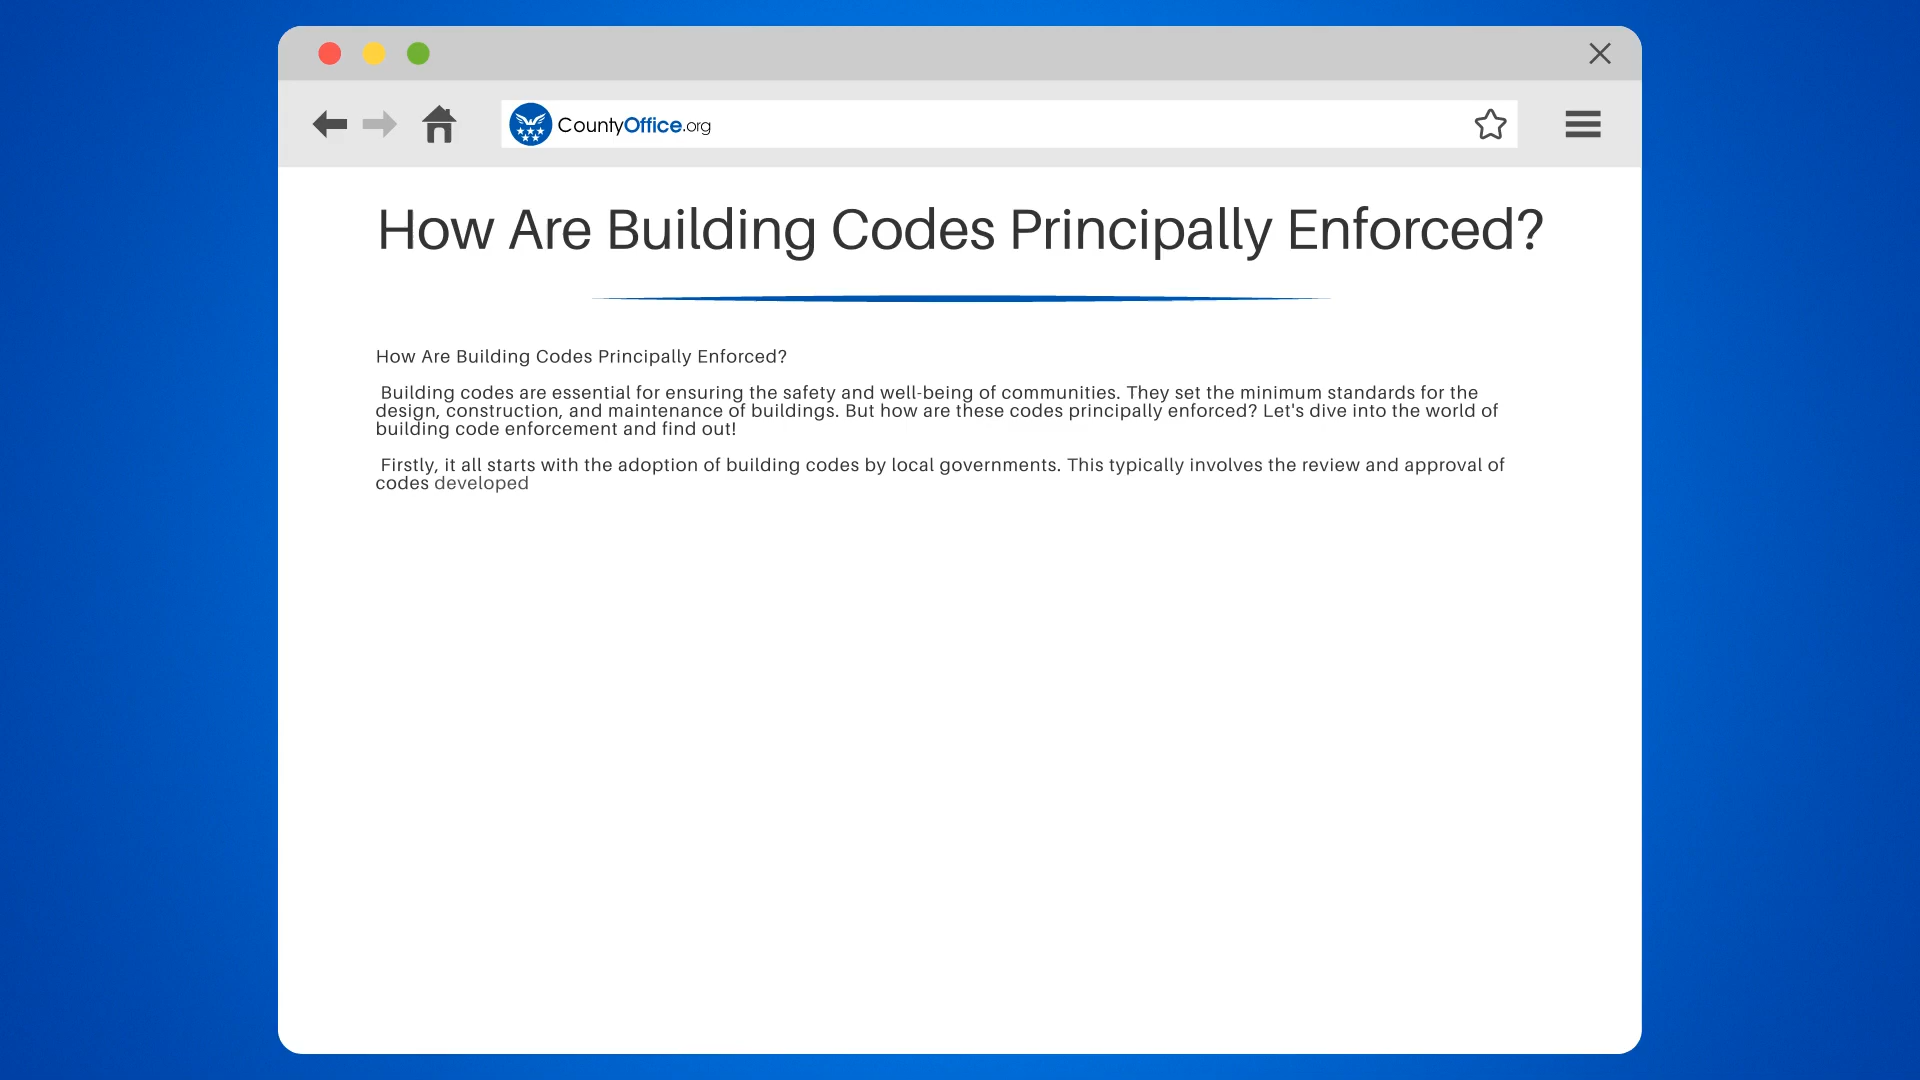 CountyOffice.org
How Are Building Codes Principally Enforced?
How Are Building Codes Principally Enforced?
Building codes are essential for ensuring the safety and well-being of communities. They set the minimum standards for the
design, construction, and maintenance of buildings. But how are these codes principally enforced? Let's dive into the world of
building code enforcement and find out!
Firstly, it all starts with the adoption of building codes by local governments. This typically involves the review and approval of
codes developed